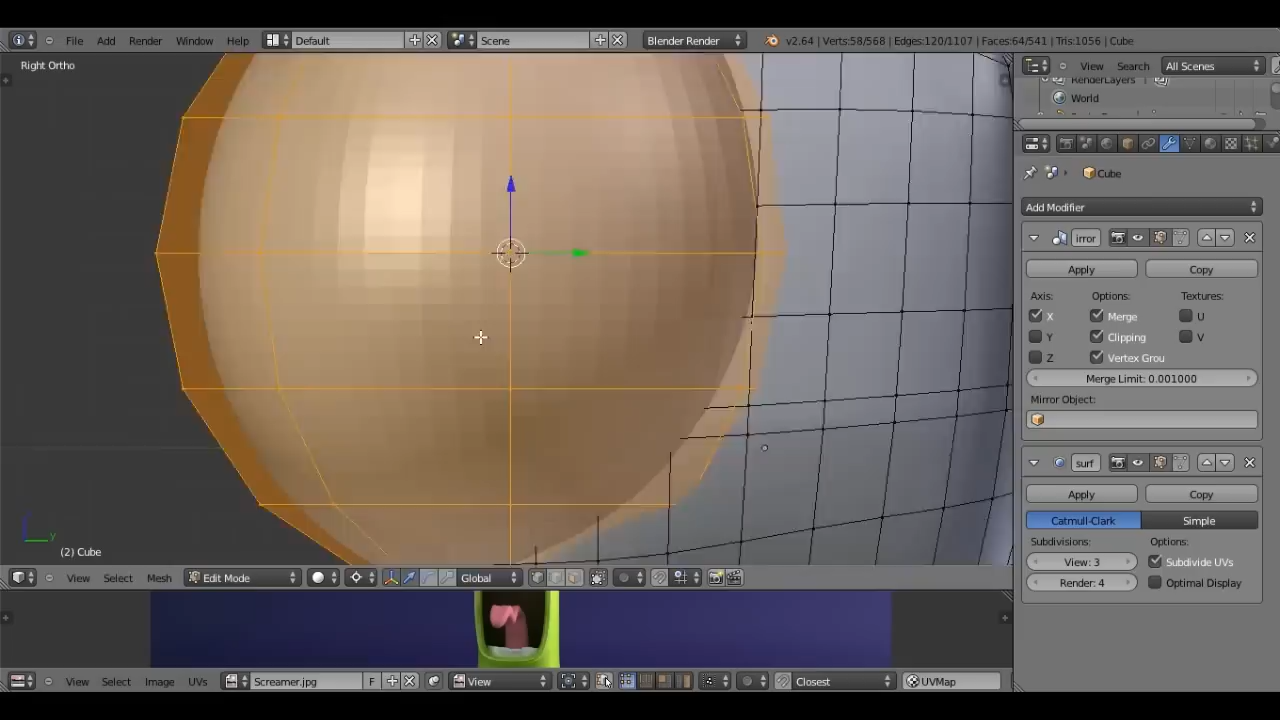 File Add Render Window Help Default Scene Blender Render v2.64 | Verts:58/568 | Edges:120/1107 | Faces:64/541 | Tris:1056 | Cube
Right Ortho
View Search All Scenes
RenderLayers
World
Cube
Add Modifier
irror
Apply Copy
Axis: Options: Textures:
X Merge U
Y Clipping V
Z Vertex Grou
Merge Limit: 0.001000
Mirror Object:
surf
Apply Copy
Catmull-Clark Simple
Subdivisions: Options:
View: 3 Subdivide UVs
Render: 4 Optimal Display
z
y
(2) Cube
View Select Mesh Edit Mode Global
View Select Image UVs Screamer.jpg F View Closest UVMap